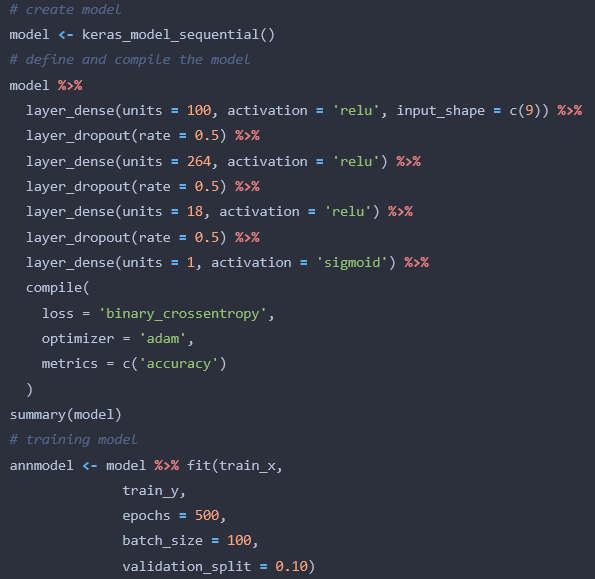 # create model
model <- keras_model_sequential()
# define and compile the model
model %>%
  layer_dense(units = 100, activation = 'relu', input_shape = c(9)) %>%
  layer_dropout(rate = 0.5) %>%
  layer_dense(units = 264, activation = 'relu') %>%
  layer_dropout(rate = 0.5) %>%
  layer_dense(units = 18, activation = 'relu') %>%
  layer_dropout(rate = 0.5) %>%
  layer_dense(units = 1, activation = 'sigmoid') %>%
  compile(
    loss = 'binary_crossentropy',
    optimizer = 'adam',
    metrics = c('accuracy')
  )
summary(model)
# training model
annmodel <- model %>% fit(train_x,
              train_y,
              epochs = 500,
              batch_size = 100,
              validation_split = 0.10)